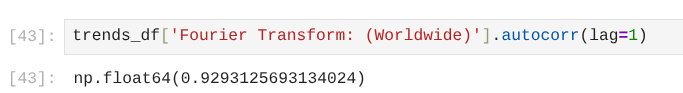 [43]: trends_df['Fourier Transform: (Worldwide)'].autocorr(lag=1)
[43]: np.float64(0.9293125693134024)